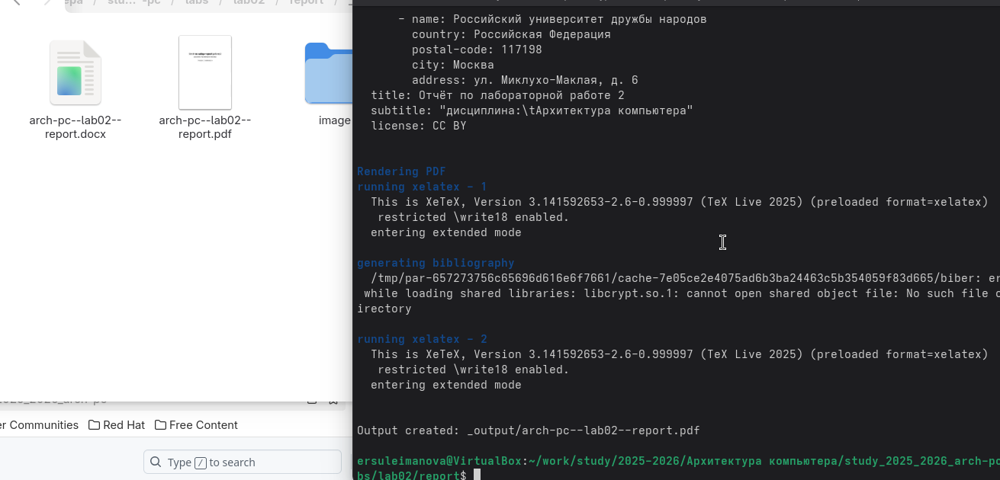 labs / lab02 / report /
arch-pc--lab02--
report.docx
arch-pc--lab02--
report.pdf
image
Communities
Red Hat
Free Content
Type / to search
- name: Российский университет дружбы народов
country: Российская Федерация
postal-code: 117198
city: Москва
address: ул. Миклухо-Маклая, д. 6
title: Отчёт по лабораторной работе 2
subtitle: "дисциплина:\tАрхитектура компьютера"
license: CC BY
Rendering PDF
running xelatex - 1
This is XeTeX, Version 3.141592653-2.6-0.999997 (TeX Live 2025) (preloaded format=xelatex)
restricted \write18 enabled.
entering extended mode
generating bibliography
/tmp/par-657273756c65696d616e6f7661/cache-7e05ce2e4075ad6b3ba24463c5b354059f83d665/biber: er
while loading shared libraries: libcrypt.so.1: cannot open shared object file: No such file o
irectory
running xelatex - 2
This is XeTeX, Version 3.141592653-2.6-0.999997 (TeX Live 2025) (preloaded format=xelatex)
restricted \write18 enabled.
entering extended mode
Output created: _output/arch-pc--lab02--report.pdf
ersuleimanova@VirtualBox:~/work/study/2025-2026/Архитектура компьютера/study_2025_2026_arch-pc
bs/lab02/report$